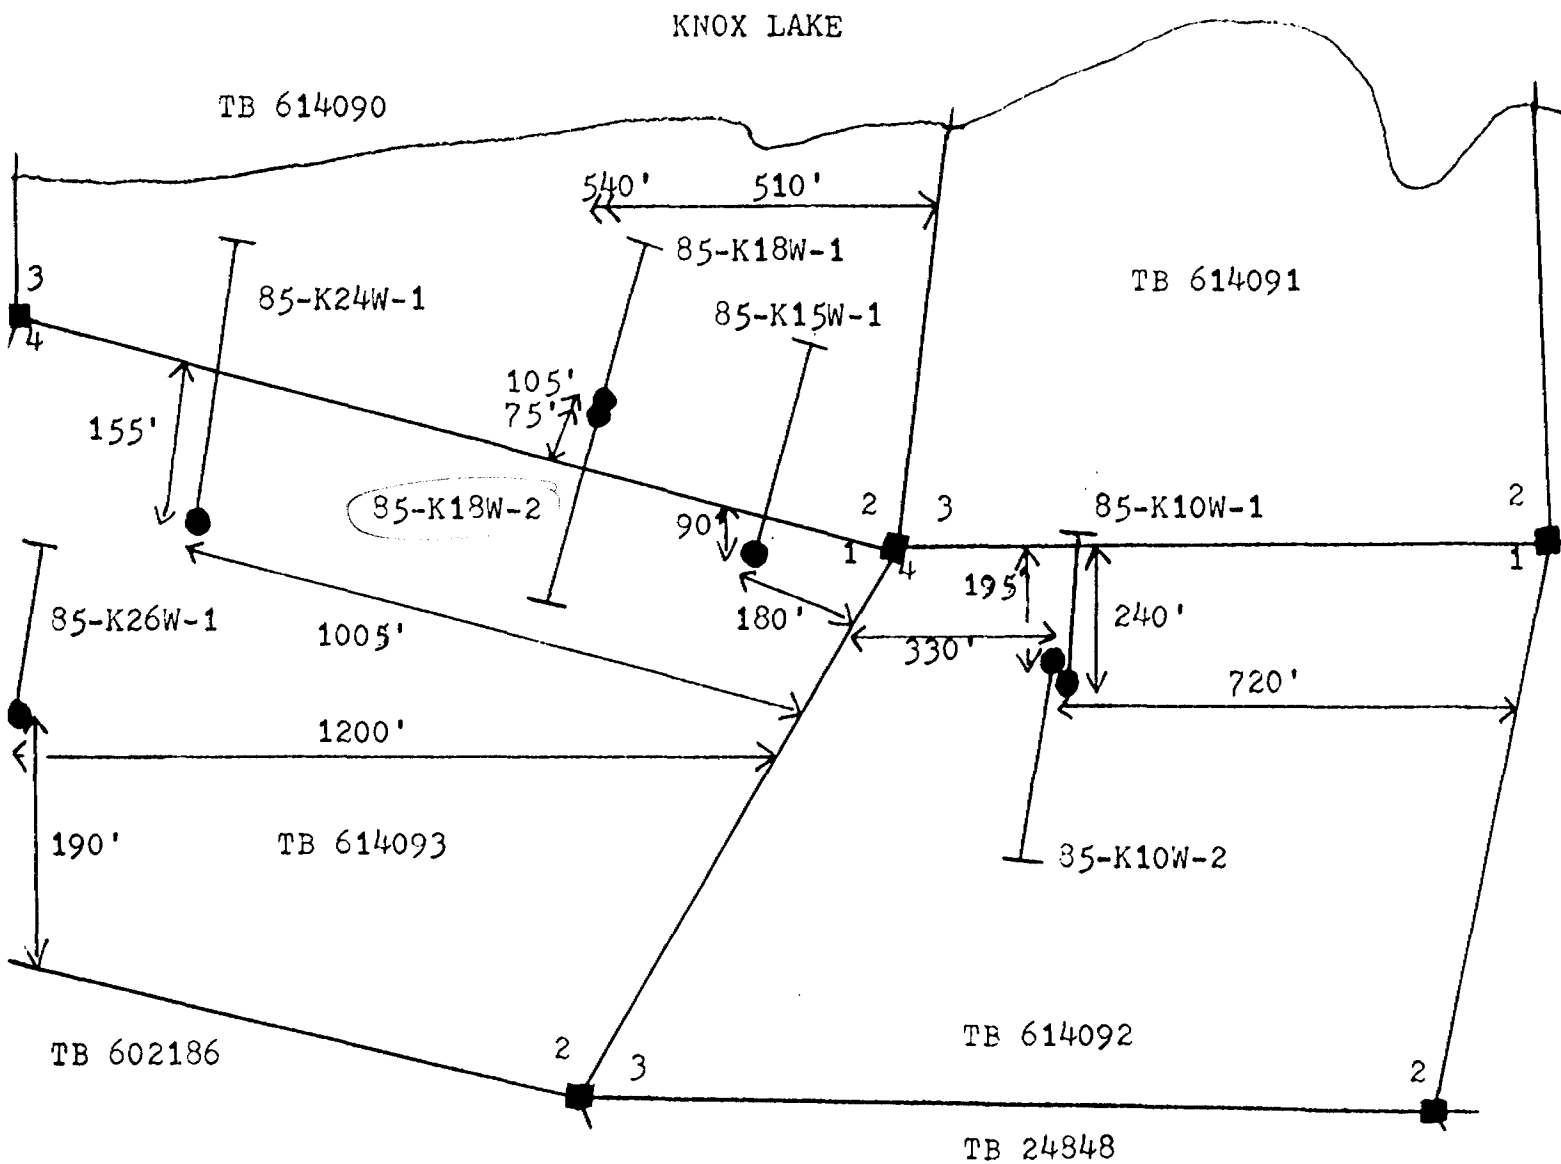 KNOX LAKE
TB 614090
540' 510'
85-K18W-1
3
85-K24W-1
TB 614091
85-K15W-1
4
105'
75'
155'
85-K18W-2
2 3
85-K10W-1
2
90'
1
4
1
195'
240'
85-K26W-1
1005'
180'
330'
720'
1200'
190'
TB 614093
85-K10W-2
TB 602186
2
3
TB 614092
2
TB 24848